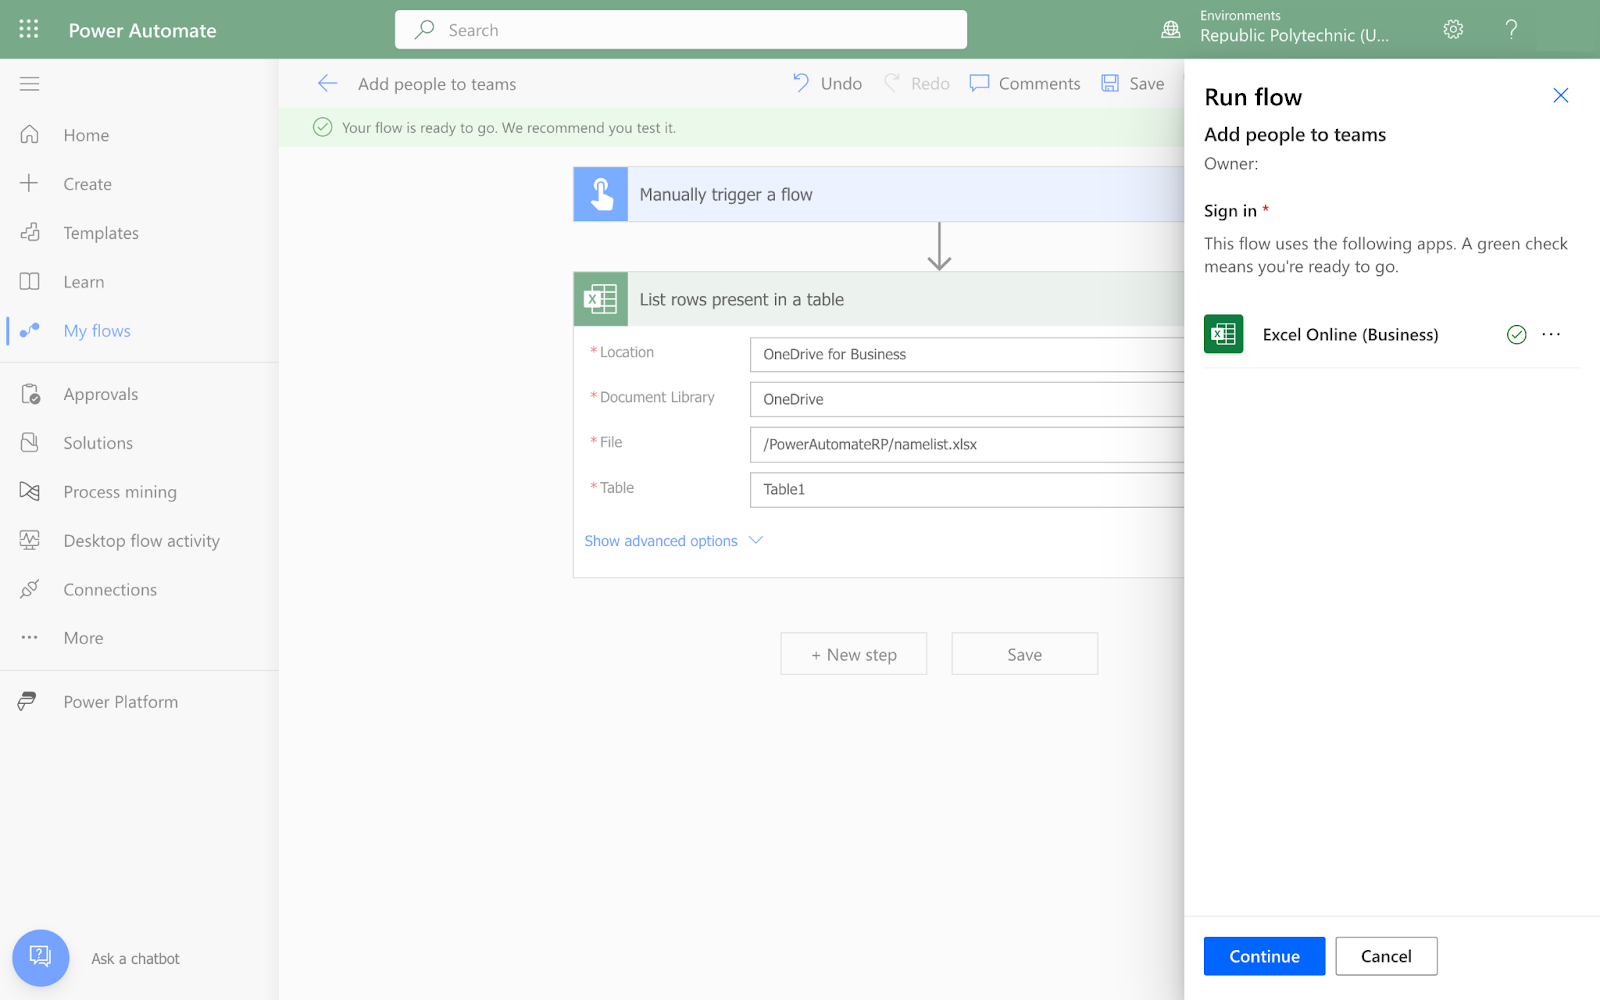 Power Automate
Search
Environments
Republic Polytechnic (U...
?
Home
Create
Templates
Learn
My flows
Approvals
Solutions
Process mining
Desktop flow activity
Connections
More
Power Platform
Ask a chatbot
Add people to teams
Undo
Redo
Comments
Save
Your flow is ready to go. We recommend you test it.
Manually trigger a flow
List rows present in a table
* Location
OneDrive for Business
* Document Library
OneDrive
* File
/PowerAutomateRP/namelist.xlsx
* Table
Table1
Show advanced options
+ New step
Save
Run flow
Add people to teams
Owner:
Sign in *
This flow uses the following apps. A green check
means you're ready to go.
Excel Online (Business)
Continue
Cancel